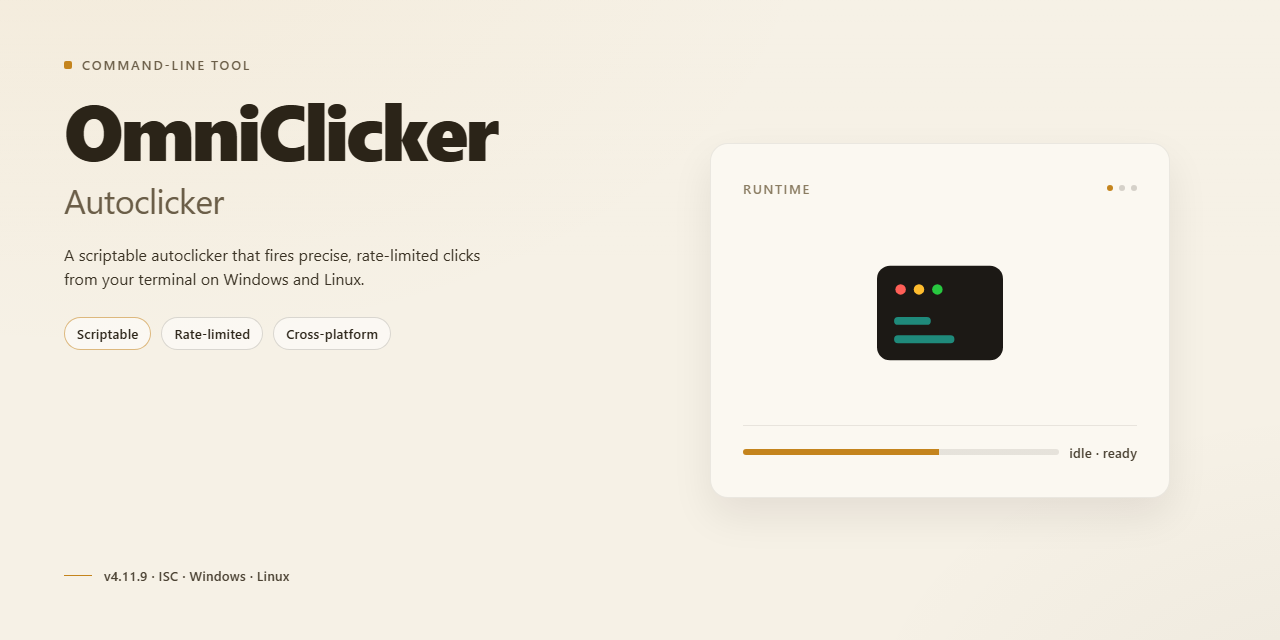 COMMAND-LINE TOOL
OmniClicker
Autoclicker
A scriptable autoclicker that fires precise, rate-limited clicks
from your terminal on Windows and Linux.
Scriptable
Rate-limited
Cross-platform
v4.11.9 · ISC · Windows · Linux
RUNTIME
idle · ready